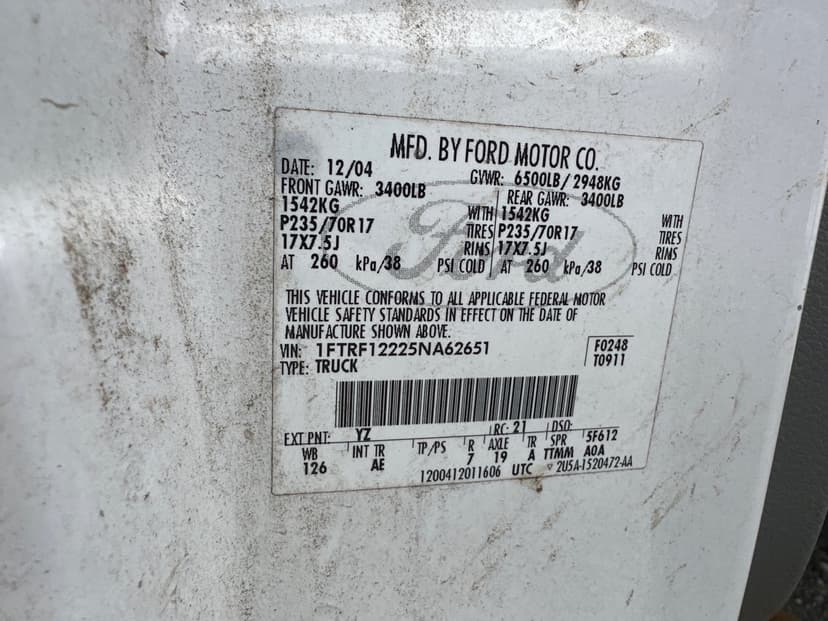 MFD. BY FORD MOTOR CO.
DATE: 12/04 GVWR: 6500LB/ 2948KG
FRONT GAWR: 3400LB REAR GAWR: 3400LB
1542KG WITH 1542KG WITH
P235/70R17 TIRES P235/70R17 TIRES
17X7.5J RIMS 17X7.5J RIMS
AT 260 kPa/38 PSI COLD AT 260 kPa/38 PSI COLD
Ford
THIS VEHICLE CONFORMS TO ALL APPLICABLE FEDERAL MOTOR
VEHICLE SAFETY STANDARDS IN EFFECT ON THE DATE OF
MANUFACTURE SHOWN ABOVE.
VIN: 1FTRF12225NA62651 F0248
TYPE: TRUCK T0911
EXT PNT: YZ RC: 21 DSO:
WB INT TR TP/PS R AXLE TR SPR 5F612
126 AE 7 19 A TTMM A0A
1200412011606 UTC ▽ 2U5A-1520472-AA